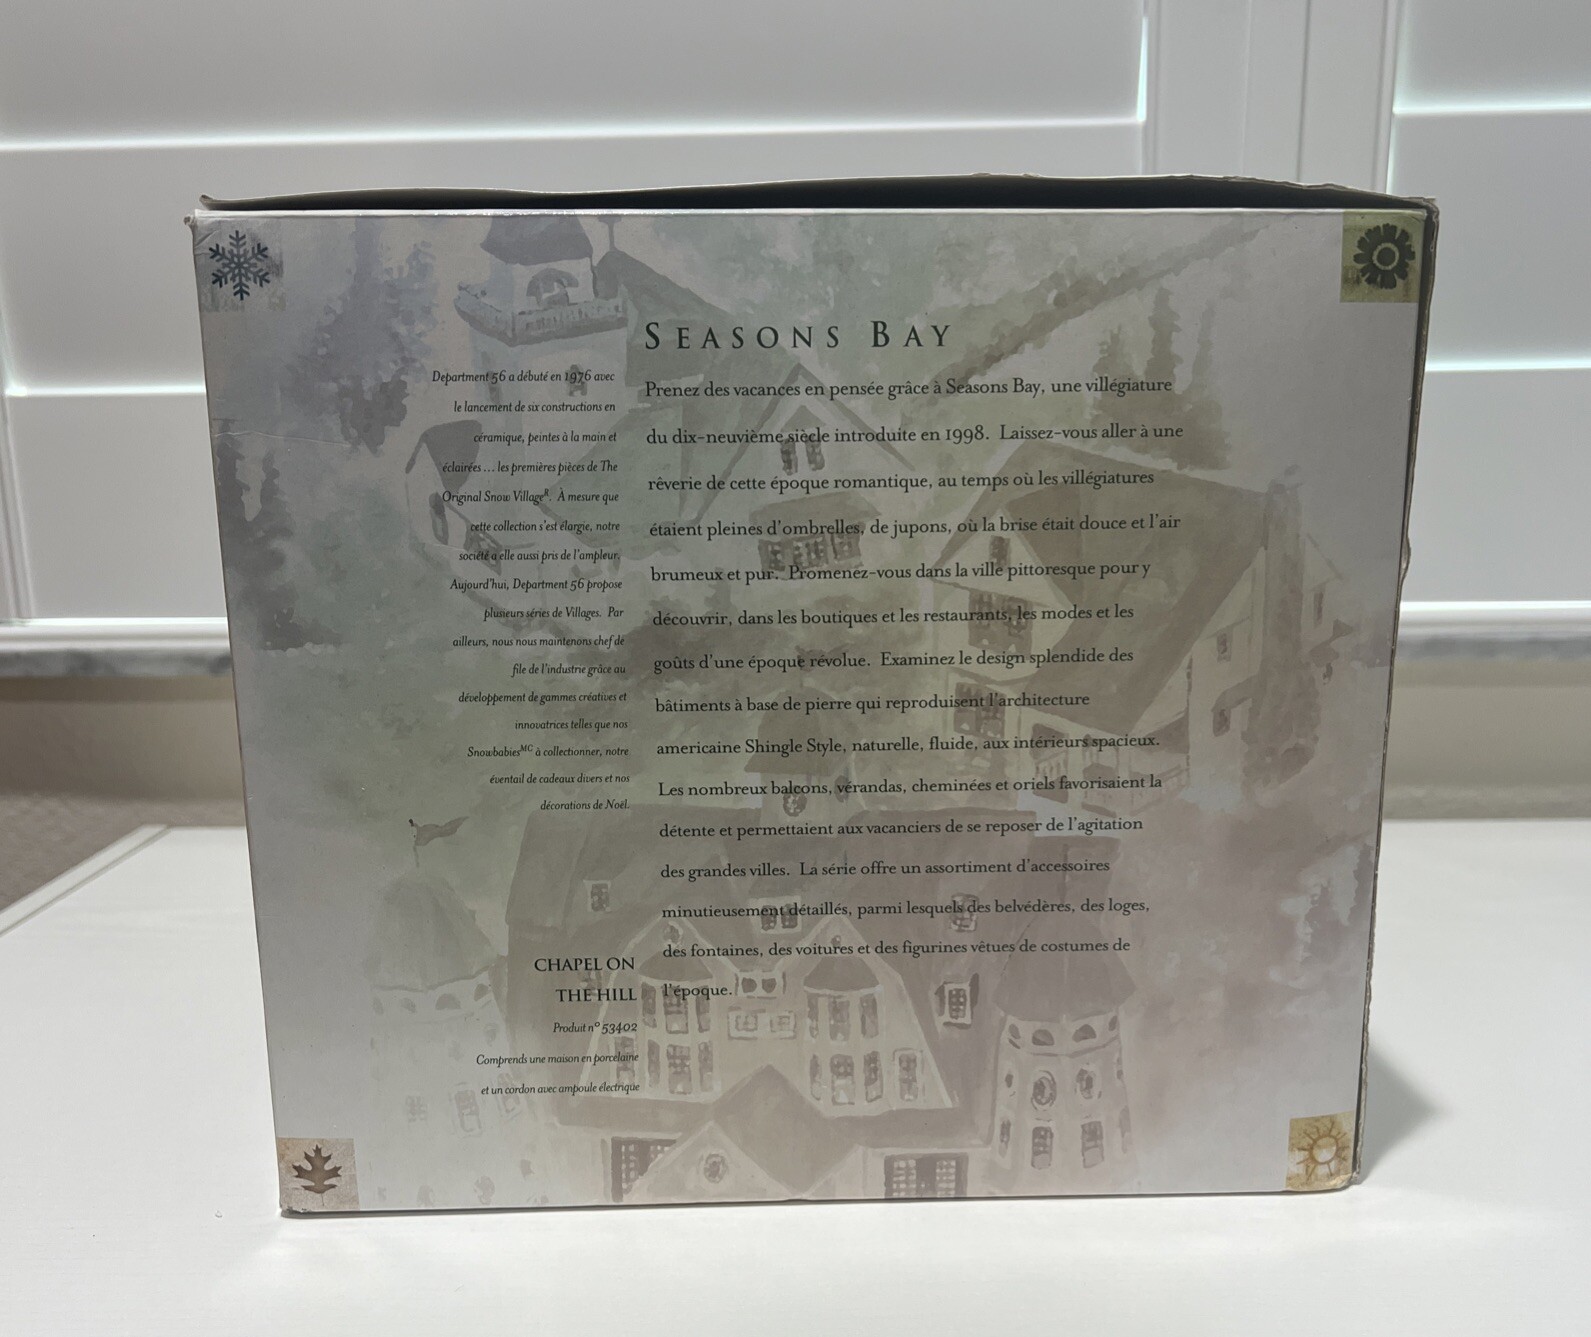 SEASONS BAY
Department 56 a débuté en 1976 avec
le lancement de six constructions en
céramique, peintes à la main et
éclairées ... les premières pièces de The
Original Snow Village^R. À mesure que
cette collection s'est élargie, notre
société a elle aussi pris de l'ampleur.
Aujourd'hui, Department 56 propose
plusieurs séries de Villages. Par
ailleurs, nous nous maintenons chef de
file de l'industrie grâce au
développement de gammes créatives et
innovatrices telles que nos
Snowbabies^MC à collectionner, notre
éventail de cadeaux divers et nos
décorations de Noël.
CHAPEL ON
THE HILL
Produit n° 53402
Comprends une maison en porcelaine
et un cordon avec ampoule électrique
Prenez des vacances en pensée grâce à Seasons Bay, une villégiature
du dix-neuvième siècle introduite en 1998. Laissez-vous aller à une
rêverie de cette époque romantique, au temps où les villégiatures
étaient pleines d'ombrelles, de jupons, où la brise était douce et l'air
brumeux et pur. Promenez-vous dans la ville pittoresque pour y
découvrir, dans les boutiques et les restaurants, les modes et les
goûts d'une époque révolue. Examinez le design splendide des
bâtiments à base de pierre qui reproduisent l'architecture
americaine Shingle Style, naturelle, fluide, aux intérieurs spacieux.
Les nombreux balcons, vérandas, cheminées et oriels favorisaient la
détente et permettaient aux vacanciers de se reposer de l'agitation
des grandes villes. La série offre un assortiment d'accessoires
minutieusement détaillés, parmi lesquels des belvédères, des loges,
des fontaines, des voitures et des figurines vêtues de costumes de
l'époque.